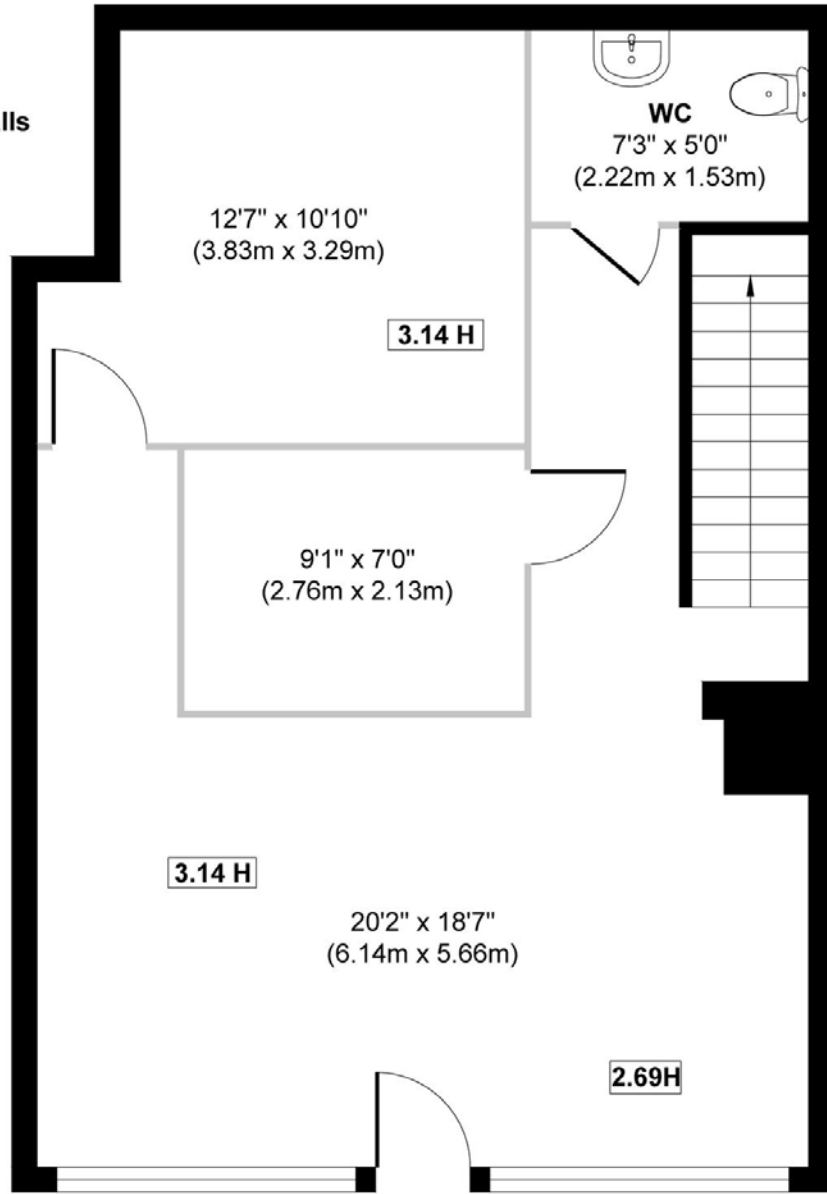 WC
7'3" x 5'0"
(2.22m x 1.53m)
12'7" x 10'10"
(3.83m x 3.29m)
3.14 H
9'1" x 7'0"
(2.76m x 2.13m)
3.14 H
20'2" x 18'7"
(6.14m x 5.66m)
2.69H